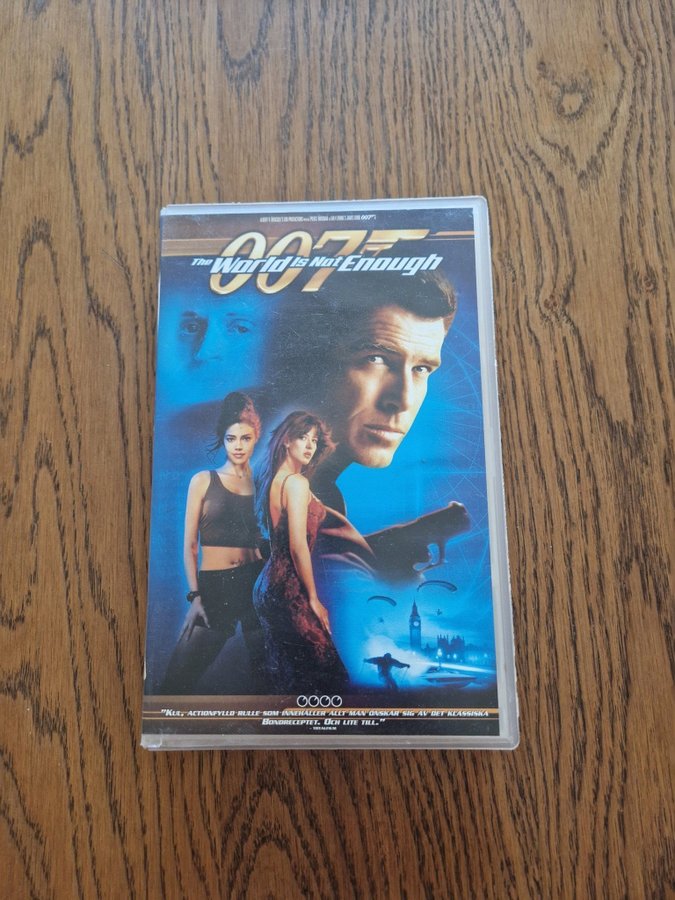 007
The World Is Not Enough
"Kul, actionfylld rulle som innehåller allt man önskar sig av det klassiska
Bondreceptet. Och lite till."